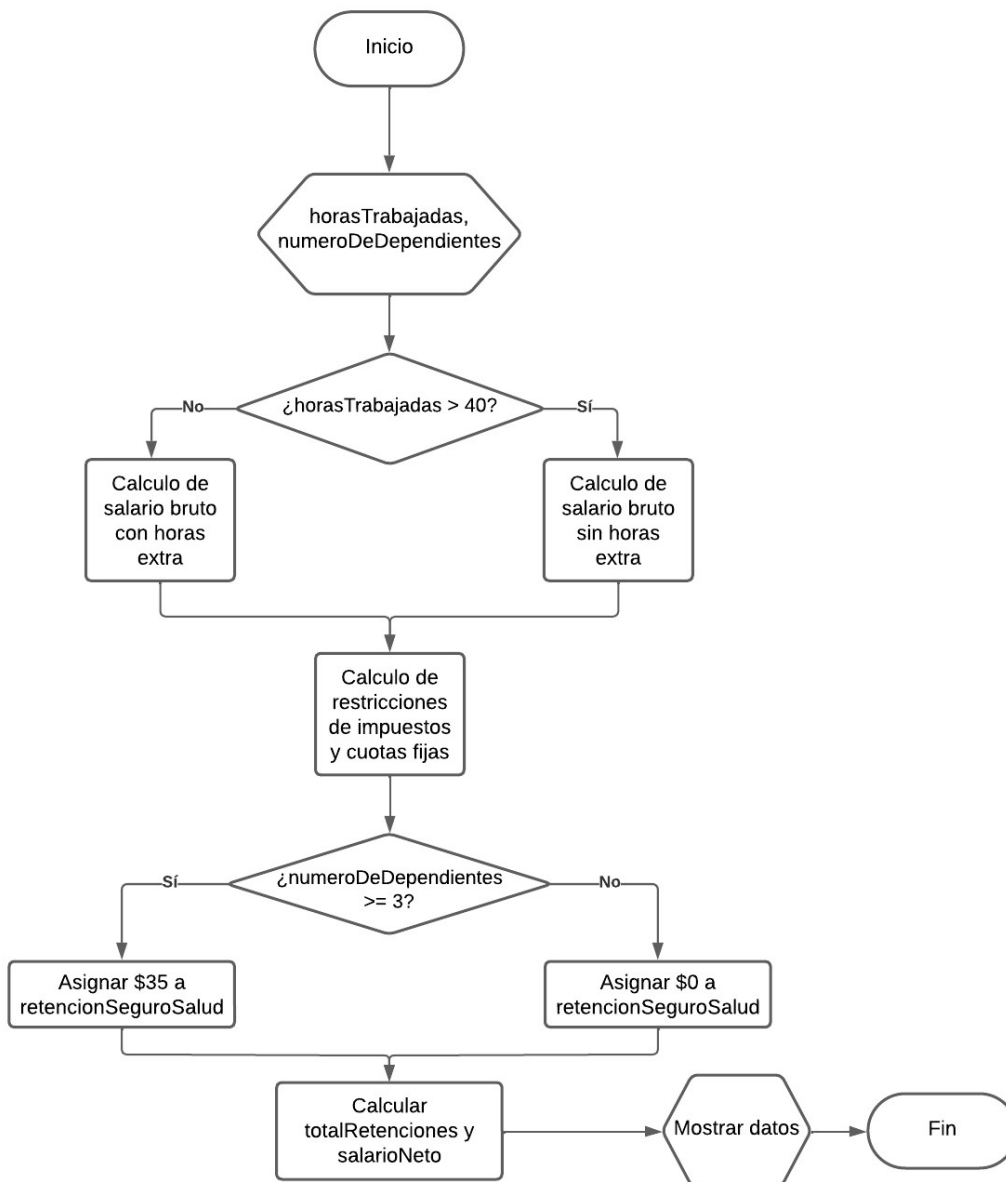 Inicio
horasTrabajadas,
numeroDeDependientes
¿horasTrabajadas > 40?
No
Sí
Calculo de
salario bruto
con horas
extra
Calculo de
salario bruto
sin horas
extra
Calculo de
restricciones
de impuestos
y cuotas fijas
¿numeroDeDependientes
>= 3?
Sí
No
Asignar $35 a
retencionSeguroSalud
Asignar $0 a
retencionSeguroSalud
Calcular
totalRetenciones y
salarioNeto
Mostrar datos
Fin